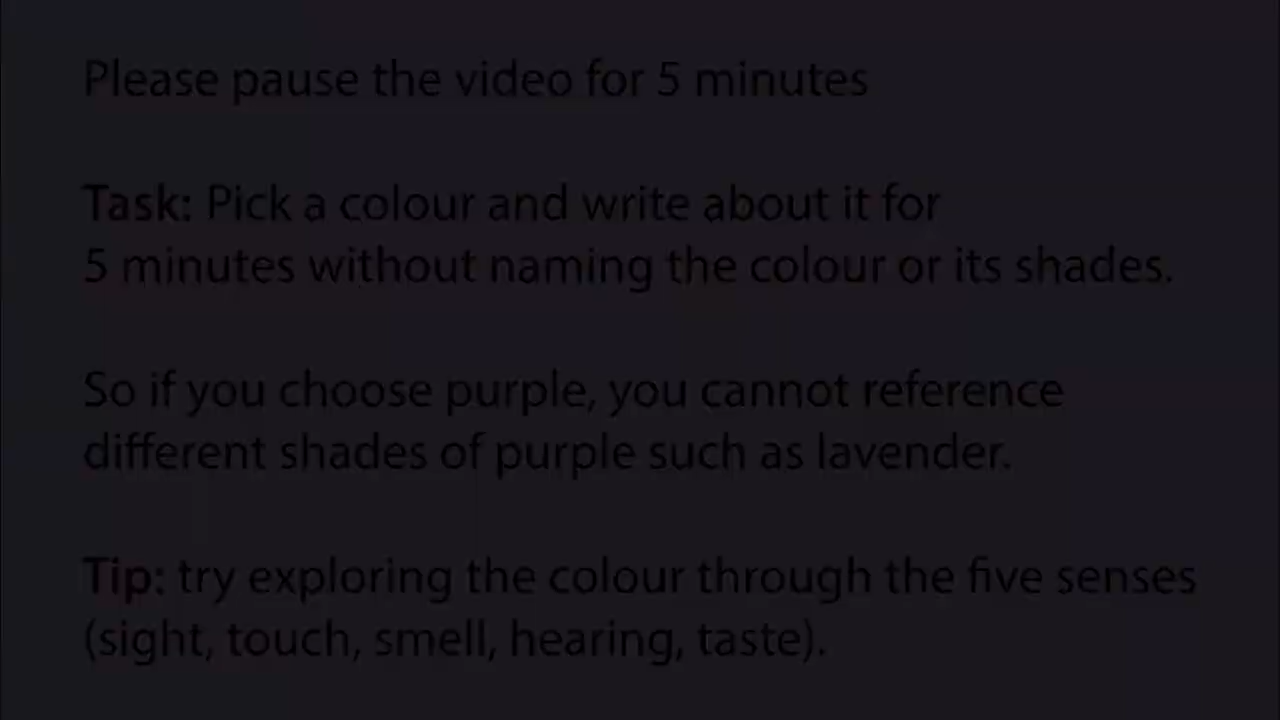 Please pause the video for 5 minutes
Task: Pick a colour and write about it for
5 minutes without naming the colour or its shades.
So if you choose purple, you cannot reference
different shades of purple such as lavender.
Tip: try exploring the colour through the five senses
(sight, touch, smell, hearing, taste).